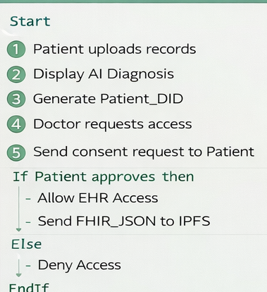 Start
1 Patient uploads records
2 Display AI Diagnosis
3 Generate Patient_DID
4 Doctor requests access
5 Send consent request to Patient
If Patient approves then
- Allow EHR Access
- Send FHIR_JSON to IPFS
Else
- Deny Access
EndIf